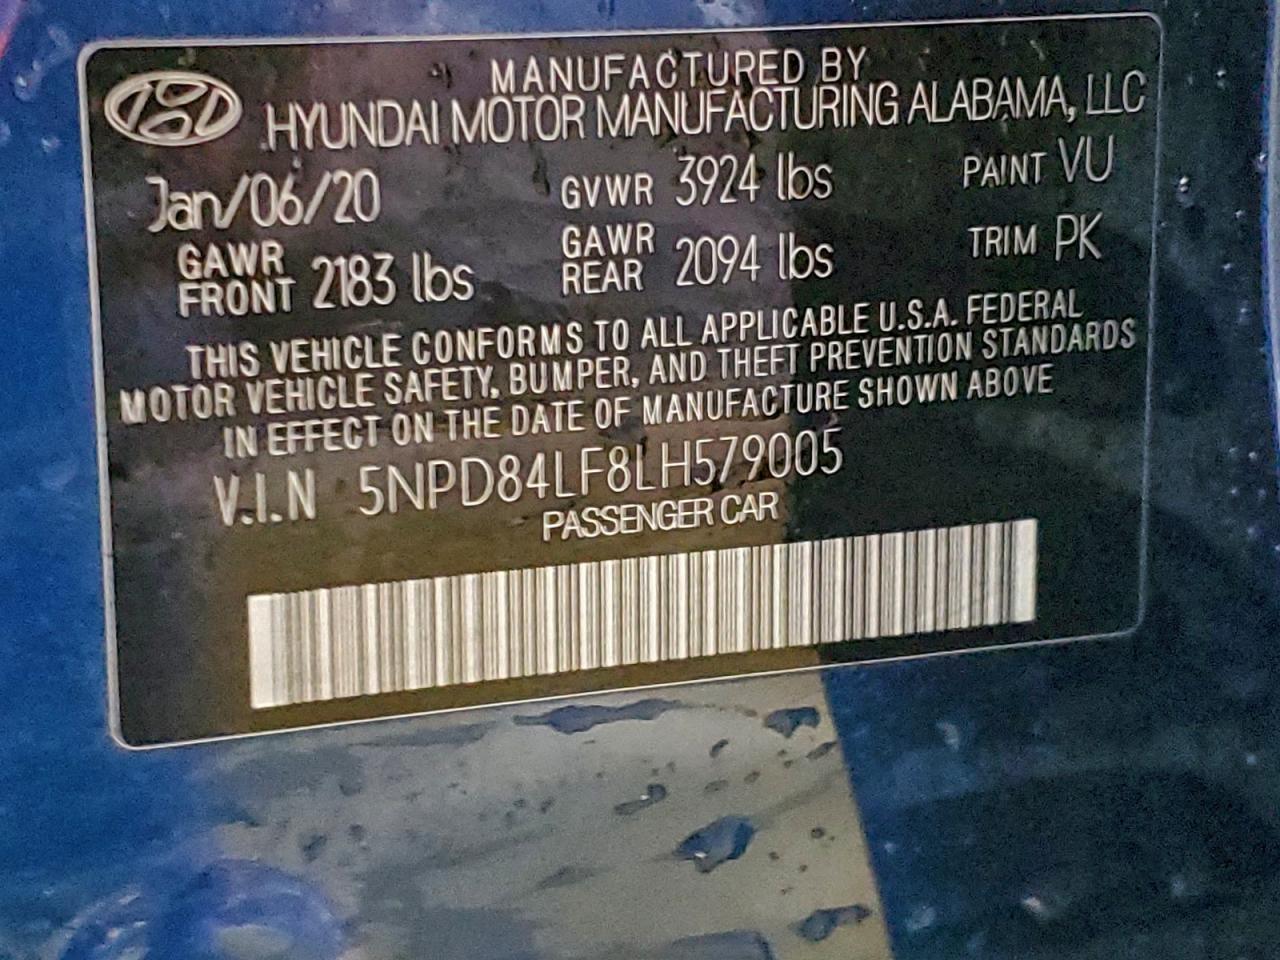 MANUFACTURED BY
HYUNDAI MOTOR MANUFACTURING ALABAMA, LLC
Jan/06/20 GVWR 3924 lbs PAINT VU
GAWR FRONT 2183 lbs GAWR REAR 2094 lbs TRIM PK
THIS VEHICLE CONFORMS TO ALL APPLICABLE U.S.A. FEDERAL
MOTOR VEHICLE SAFETY, BUMPER, AND THEFT PREVENTION STANDARDS
IN EFFECT ON THE DATE OF MANUFACTURE SHOWN ABOVE
V.I.N 5NPD84LF8LH579005
PASSENGER CAR